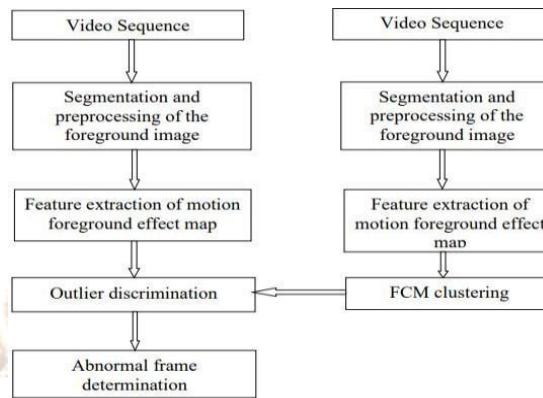 Video Sequence
Segmentation and
preprocessing of the
foreground image
Feature extraction of motion
foreground effect map
Outlier discrimination
Abnormal frame
determination
Video Sequence
Segmentation and
preprocessing of the
foreground image
Feature extraction of
motion foreground effect
map
FCM clustering